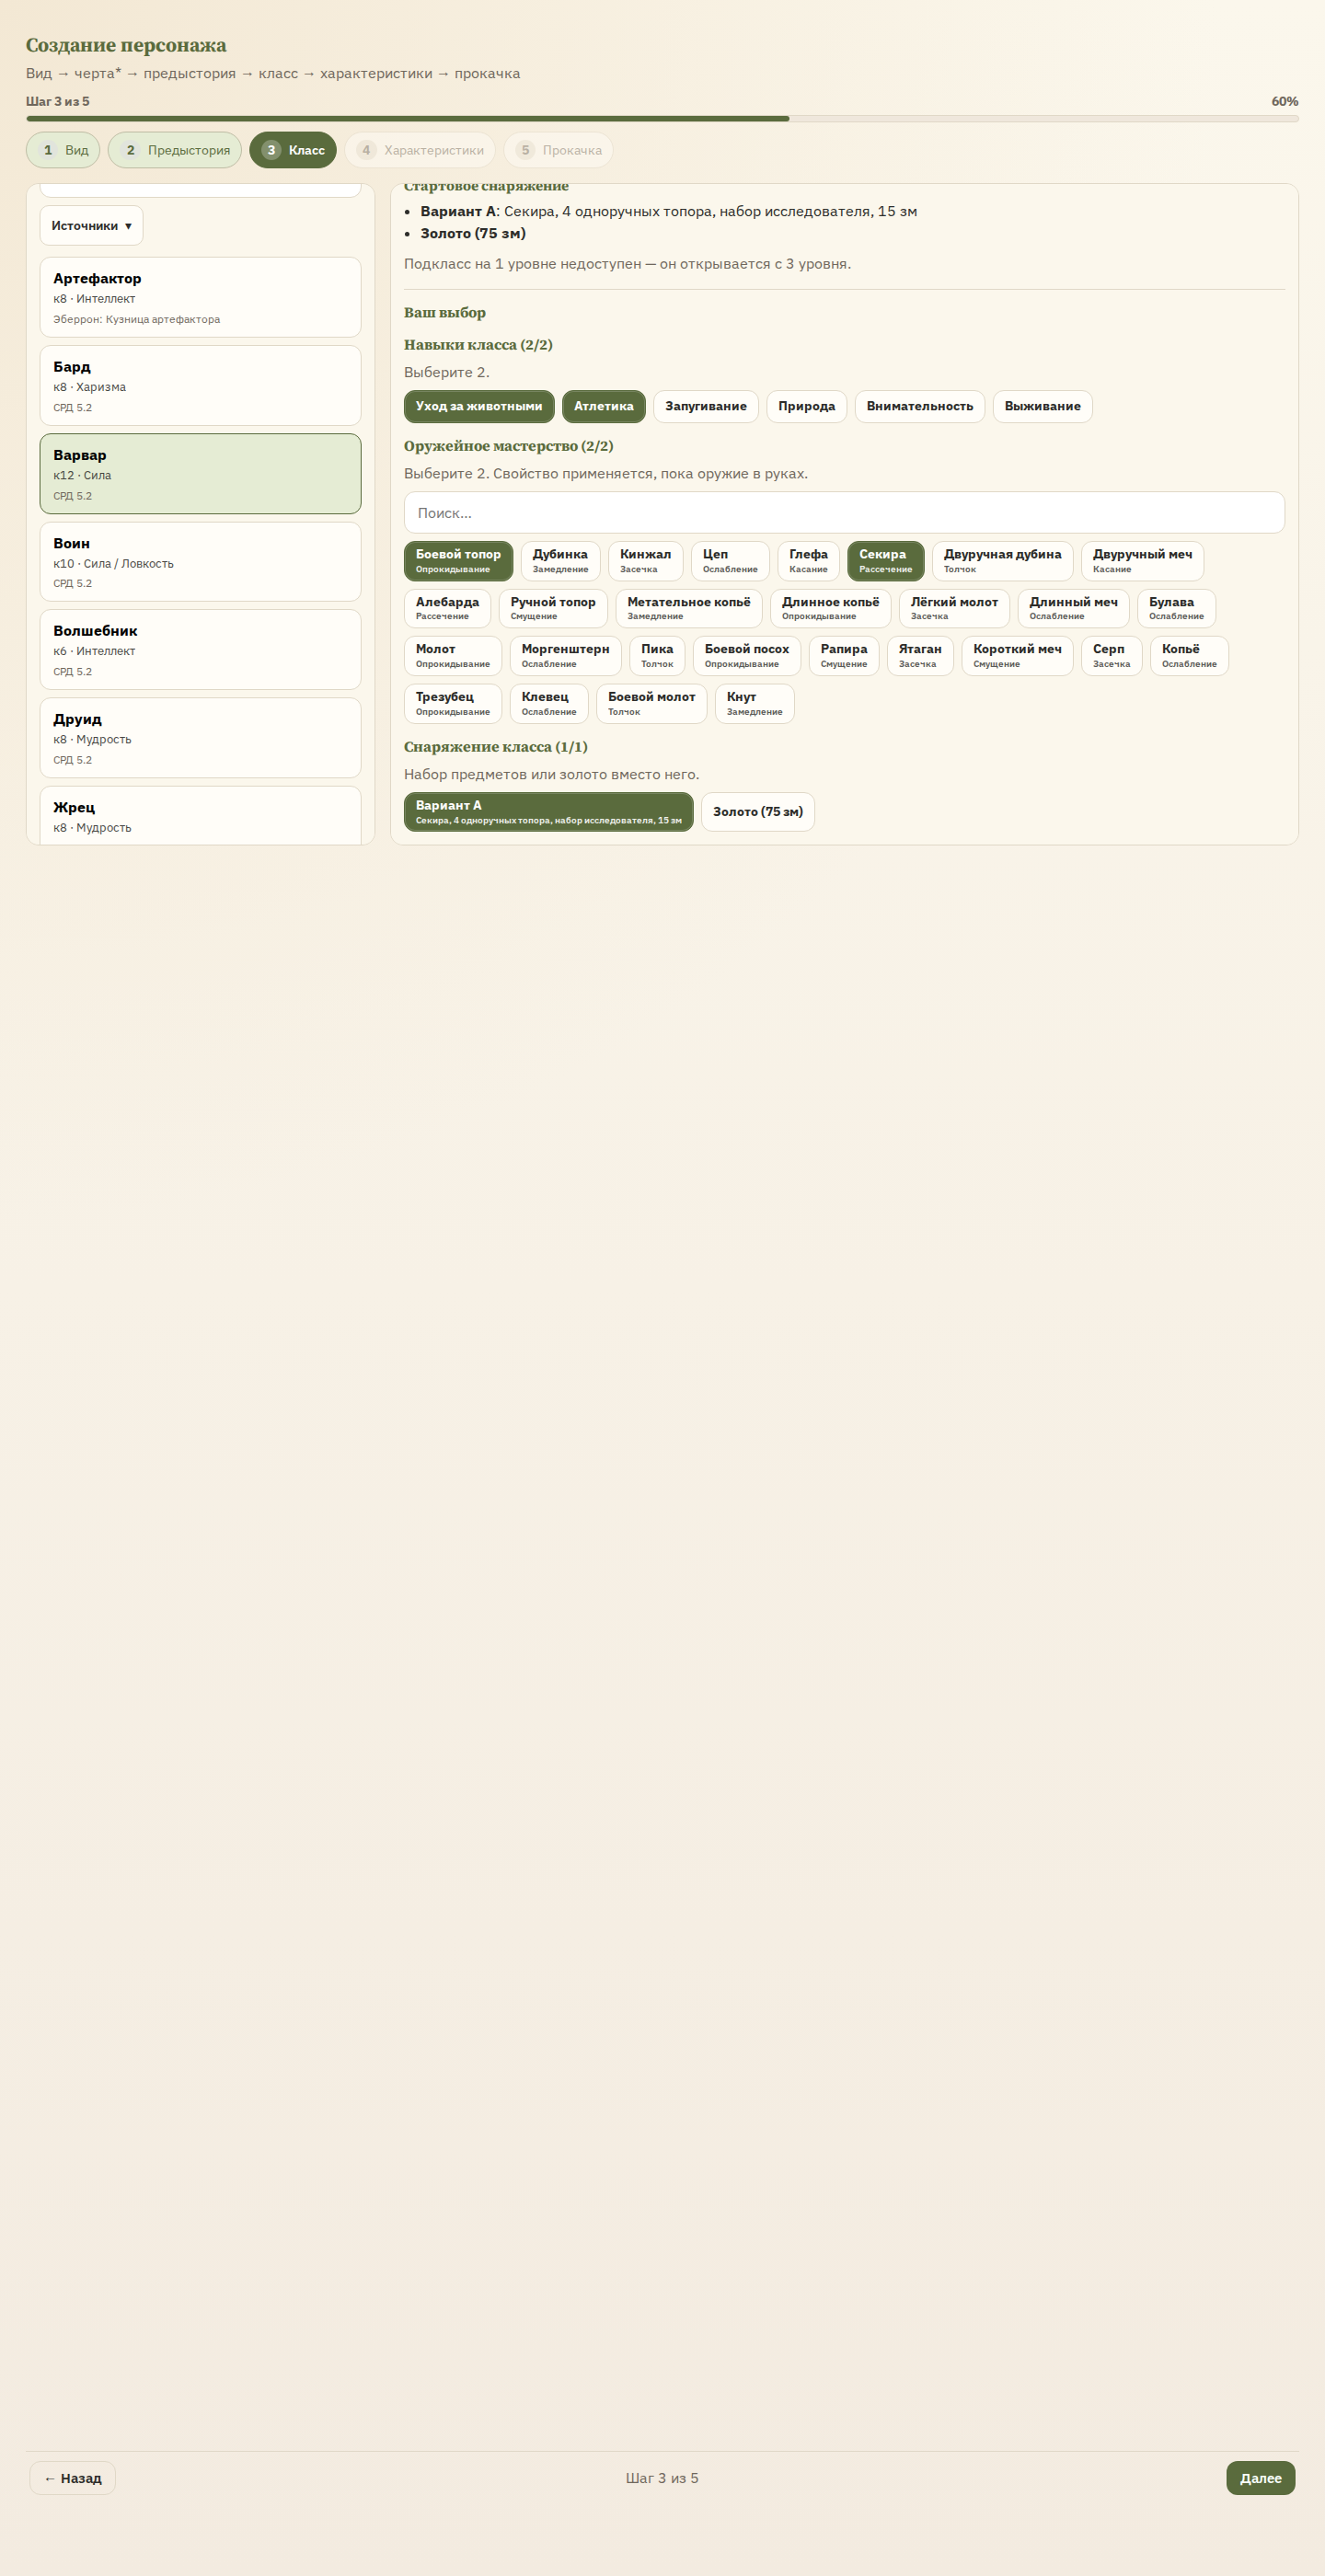 Создание персонажа
Вид → черта* → предыстория → класс → характеристики → прокачка
Шаг 3 из 5
60%
1 Вид
2 Предыстория
3 Класс
4 Характеристики
5 Прокачка
Источники ▾
Артефактор
к8 · Интеллект
Эберрон: Кузница артефактора
Бард
к8 · Харизма
СРД 5.2
Варвар
к12 · Сила
СРД 5.2
Воин
к10 · Сила / Ловкость
СРД 5.2
Волшебник
к6 · Интеллект
СРД 5.2
Друид
к8 · Мудрость
СРД 5.2
Жрец
к8 · Мудрость
Стартовое снаряжение
• Вариант A: Секира, 4 одноручных топора, набор исследователя, 15 зм
• Золото (75 зм)
Подкласс на 1 уровне недоступен — он открывается с 3 уровня.
Ваш выбор
Навыки класса (2/2)
Выберите 2.
Уход за животными
Атлетика
Запугивание
Природа
Внимательность
Выживание
Оружейное мастерство (2/2)
Выберите 2. Свойство применяется, пока оружие в руках.
Поиск...
Боевой топор
Опрокидывание
Дубинка
Замедление
Кинжал
Засечка
Цеп
Ослабление
Глефа
Касание
Секира
Рассечение
Двуручная дубина
Толчок
Двуручный меч
Касание
Алебарда
Рассечение
Ручной топор
Смущение
Метательное копьё
Замедление
Длинное копьё
Опрокидывание
Лёгкий молот
Засечка
Длинный меч
Ослабление
Булава
Ослабление
Молот
Опрокидывание
Моргенштерн
Ослабление
Пика
Толчок
Боевой посох
Опрокидывание
Рапира
Смущение
Ятаган
Засечка
Короткий меч
Смущение
Серп
Засечка
Копьё
Ослабление
Трезубец
Опрокидывание
Клевец
Ослабление
Боевой молот
Толчок
Кнут
Замедление
Снаряжение класса (1/1)
Набор предметов или золото вместо него.
Вариант A
Секира, 4 одноручных топора, набор исследователя, 15 зм
Золото (75 зм)
← Назад
Шаг 3 из 5
Далее